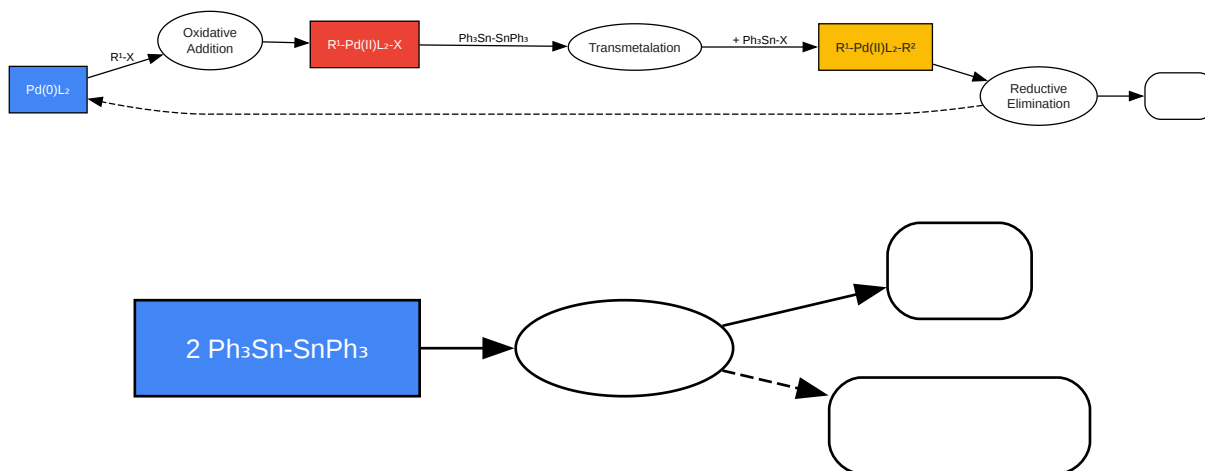 Oxidative
Addition
R¹-X
Pd(0)L₂
R¹-Pd(II)L₂-X
Ph₃Sn-SnPh₃
Transmetalation
+ Ph₃Sn-X
R¹-Pd(II)L₂-R²
Reductive
Elimination
2 Ph₃Sn-SnPh₃